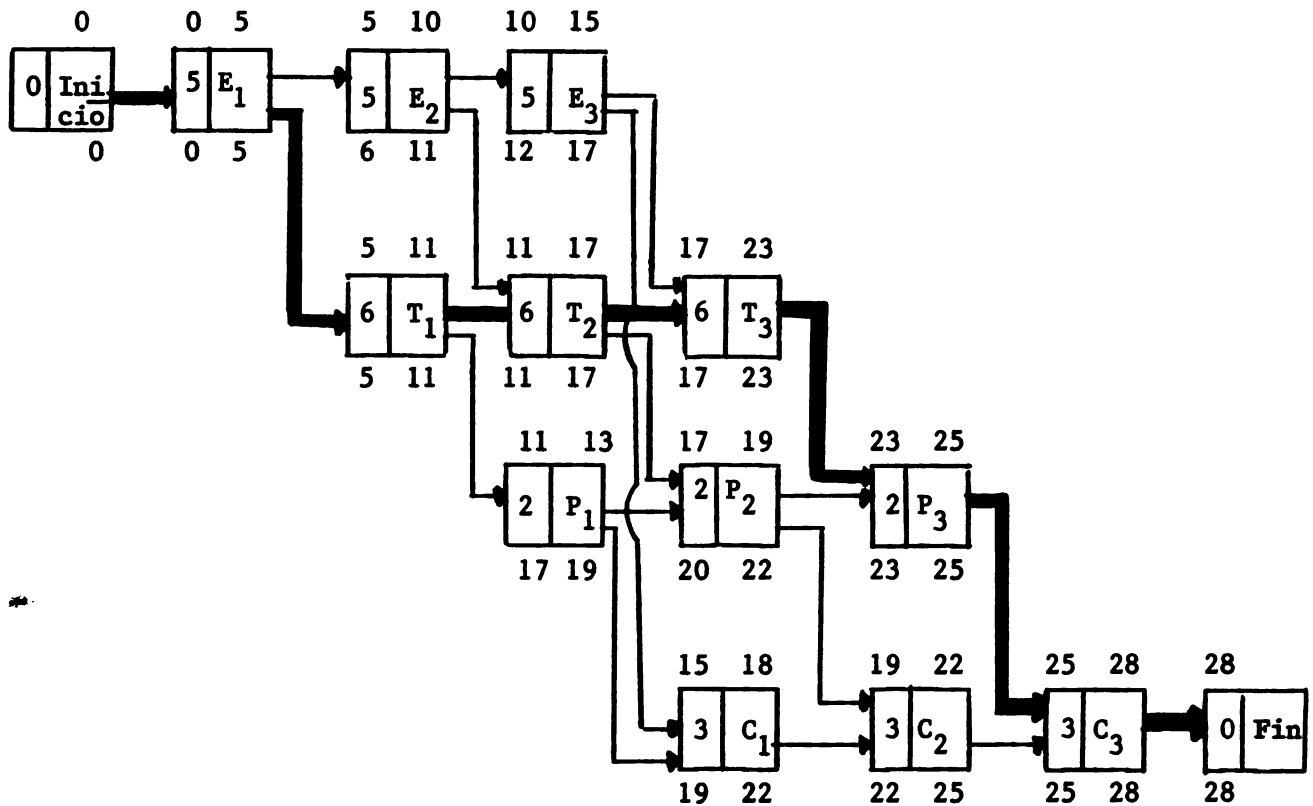 0 0 5 5 10 10 15
0 Ini 5 E1 5 E2 5 E3
cio
0 0 5 6 11 12 17
5 11 11 17 17 23
6 T1 6 T2 6 T3
5 11 11 17 17 23
11 13 17 19 23 25
2 P1 2 P2 2 P3
17 19 20 22 23 25
15 18 19 22 25 28 28
3 C1 3 C2 3 C3 0 Fin
19 22 22 25 25 28 28